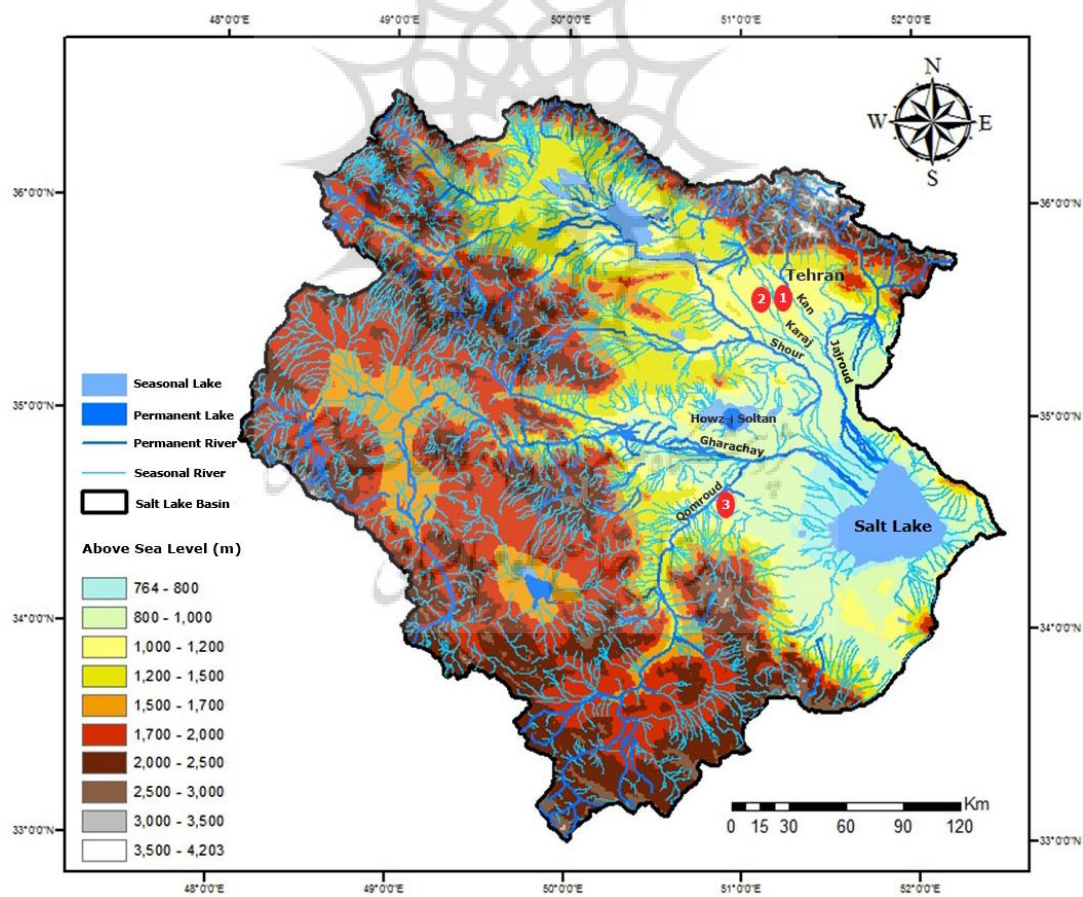 48°0'0"E
49°0'0"E
50°0'0"E
51°0'0"E
52°0'0"E
N
W
E
S
36°0'0"N
36°0'0"N
Tehran
2
1
Kan
Karaj
Shour
Jajroud
Seasonal Lake
Permanent Lake
Permanent River
Seasonal River
Salt Lake Basin
35°0'0"N
35°0'0"N
Howz-i Soltan
Gharachay
Qomroud
3
Salt Lake
Above Sea Level (m)
764 - 800
800 - 1,000
1,000 - 1,200
1,200 - 1,500
1,500 - 1,700
1,700 - 2,000
2,000 - 2,500
2,500 - 3,000
3,000 - 3,500
3,500 - 4,203
34°0'0"N
34°0'0"N
Km
0 15 30 60 90 120
33°0'0"N
33°0'0"N
48°0'0"E
49°0'0"E
50°0'0"E
51°0'0"E
52°0'0"E